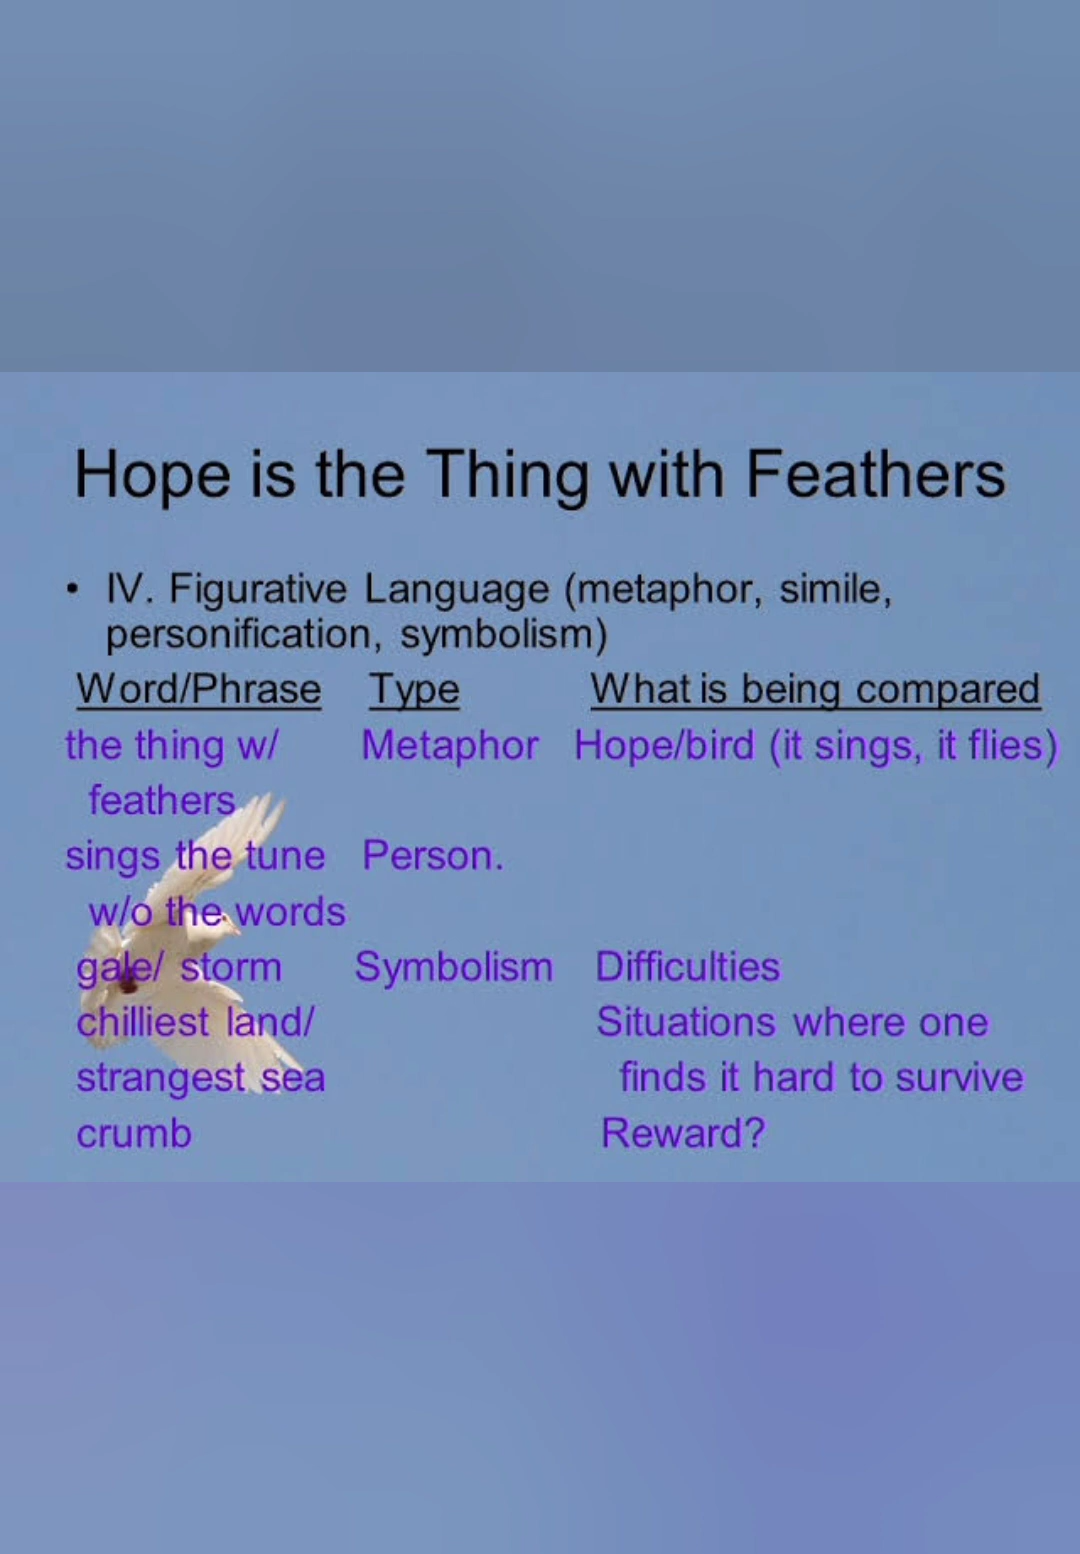 Hope is the Thing with Feathers
• IV. Figurative Language (metaphor, simile,
personification, symbolism)
Word/Phrase Type What is being compared
the thing w/ Metaphor Hope/bird (it sings, it flies)
feathers
sings the tune Person.
w/o the words
gale/ storm Symbolism Difficulties
chilliest land/ Situations where one
strangest sea finds it hard to survive
crumb Reward?